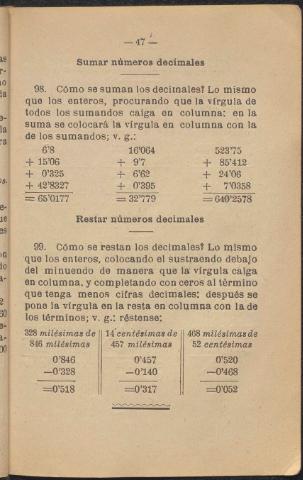 — 47 —
Sumar números decimales
98. Cómo se suman los decimales? Lo mismo
que los enteros, procurando que la vírgula de
todos los sumandos caiga en columna; en la
suma se colocará la vírgula en columna con la
de los sumandos; v. g.:
6'8 16'064 523'75
+ 15'06 + 9'7 + 85'412
+ 0'325 + 6'62 + 24'06
+ 42'8327 + 0'395 + 7'0358
= 65'0177 = 32'779 = 640'2578
Restar números decimales
99. Cómo se restan los decimales? Lo mismo
que los enteros, colocando el sustraendo debajo
del minuendo de manera que la vírgula caiga
en columna, y completando con ceros al término
que tenga menos cifras decimales; después se
pone la vírgula en la resta en columna con la de
los términos; v. g.: réstense:
328 milésimas de 14 centésimas de 468 milésimas de
846 milésimas 457 milésimas 52 centésimas
0'846 0'457 0'520
—0'328 —0'140 —0'468
=0'518 =0'317 =0'052